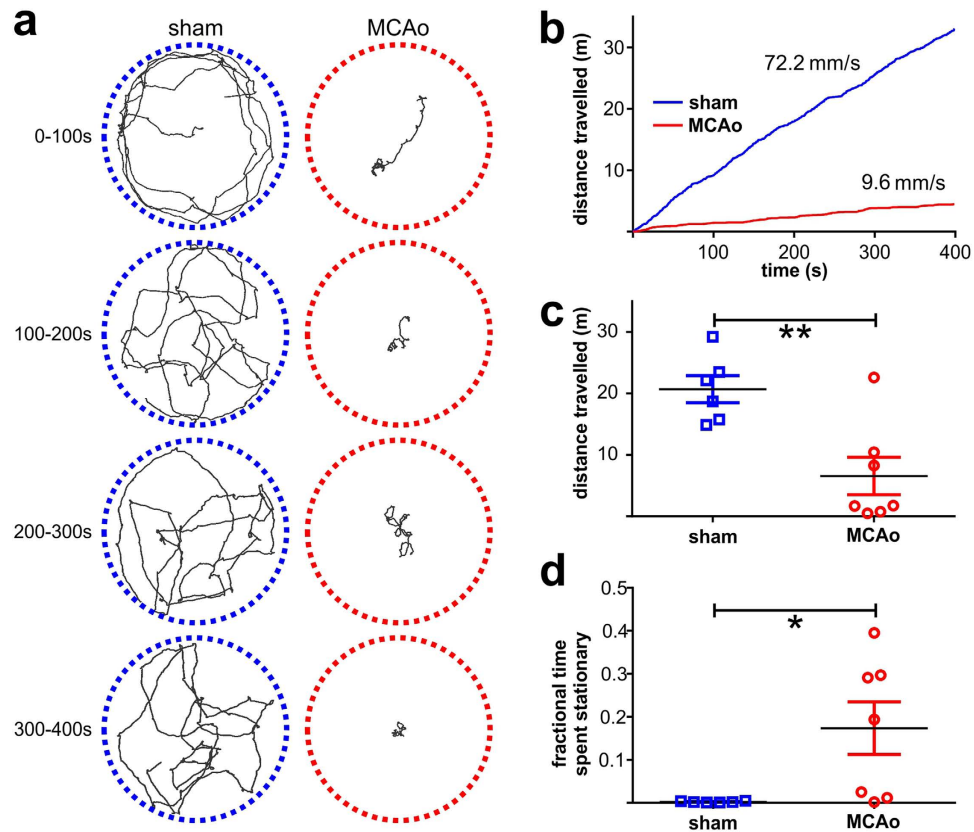 a
sham MCAo
0-100s
100-200s
200-300s
300-400s
b
distance travelled (m)
30
20
10
72.2 mm/s
sham
MCAo
9.6 mm/s
100 200 300 400
time (s)
c
distance travelled (m)
30
20
10
**
sham MCAo
d
fractional time
spent stationary
0.5
0.4
0.3
0.2
0.1
*
sham MCAo